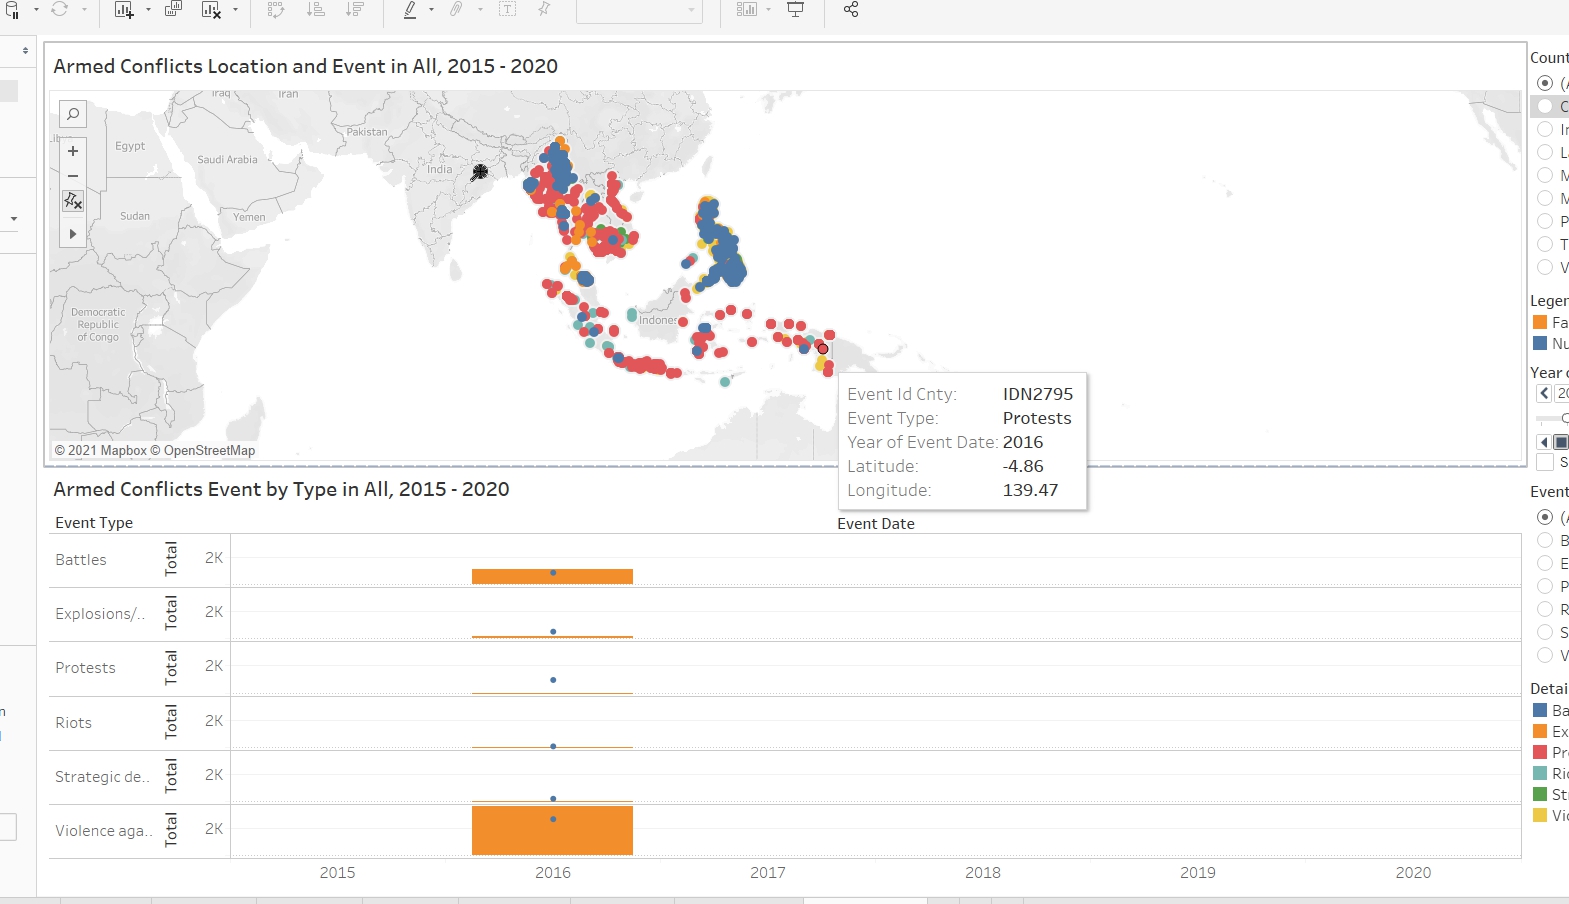 Armed Conflicts Location and Event in All, 2015 - 2020
Iraq
Iran
Egypt
Pakistan
Saudi Arabia
India
Sudan
Yemen
Democratic
Republic
of Congo
Indones
© 2021 Mapbox © OpenStreetMap
Event Id Cnty: IDN2795
Event Type: Protests
Year of Event Date: 2016
Latitude: -4.86
Longitude: 139.47
Armed Conflicts Event by Type in All, 2015 - 2020
Event Type
Event Date
Battles Total 2K
Explosions/.. Total 2K
Protests Total 2K
Riots Total 2K
Strategic de.. Total 2K
Violence aga.. Total 2K
2015 2016 2017 2018 2019 2020
Count
(A
C
In
L
M
M
P
T
V
Leger
Fa
Nu
Year o
20
S
Event
(A
B
E
P
R
S
V
Detai
Ba
Ex
Pr
Rio
Str
Vio